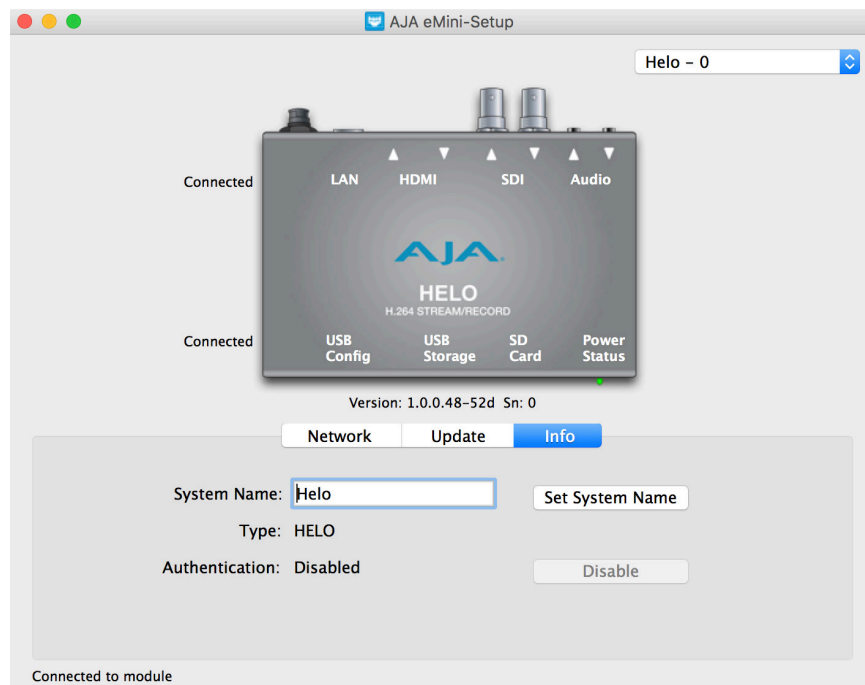 AJA eMini-Setup
Helo – 0
Connected
LAN HDMI SDI Audio
AJA
HELO
H.264 STREAM/RECORD
Connected
USB Config
USB Storage
SD Card
Power Status
Version: 1.0.0.48–52d Sn: 0
Network Update Info
System Name: Helo Set System Name
Type: HELO
Authentication: Disabled Disable
Connected to module